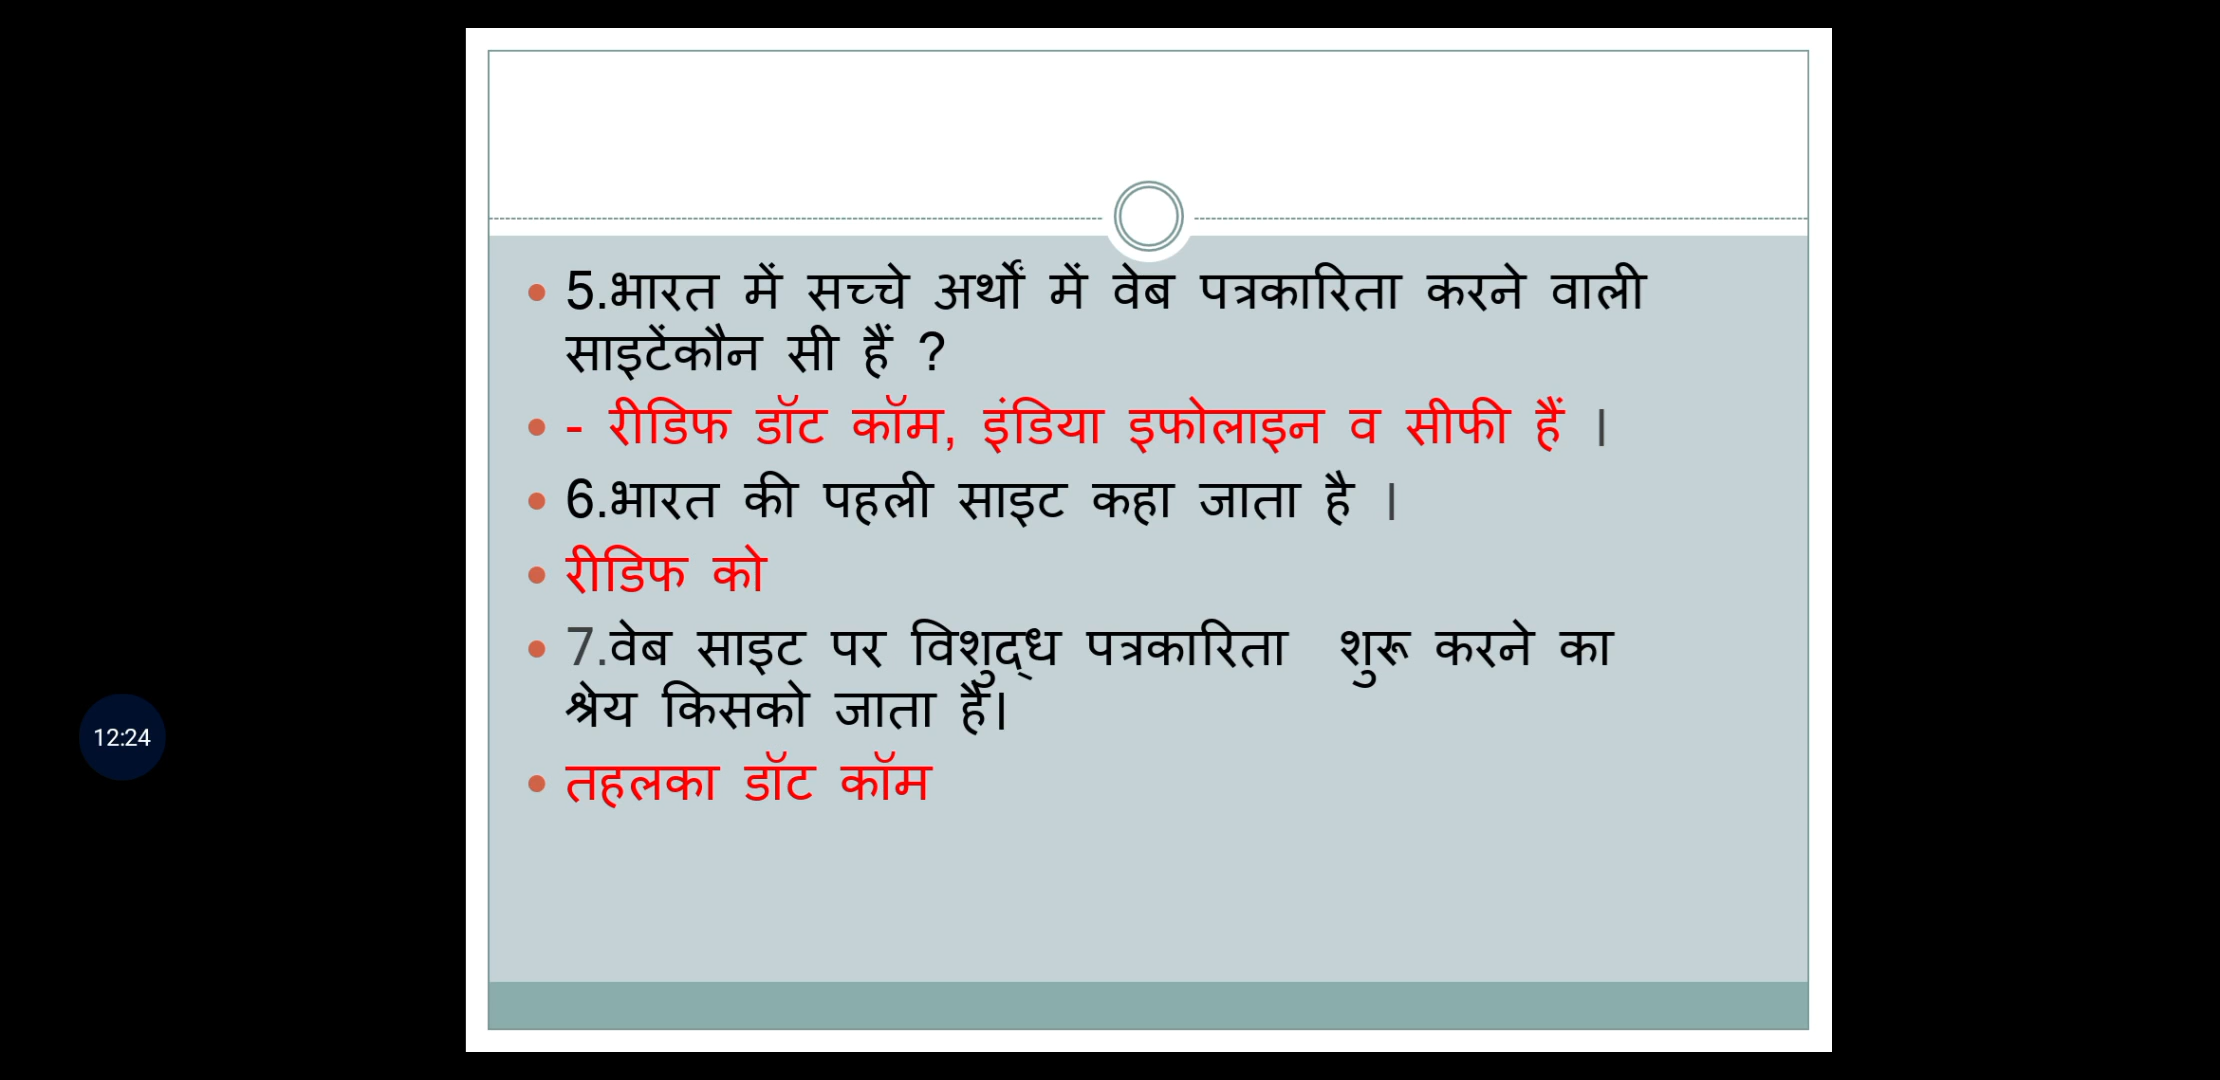 5.भारत में सच्चे अर्थों में वेब पत्रकारिता करने वाली
साइटेंकौन सी हैं ?
- रीडिफ डॉट कॉम, इंडिया इफोलाइन व सीफी हैं ।
6.भारत की पहली साइट कहा जाता है ।
रीडिफ को
7.वेब साइट पर विशुद्ध पत्रकारिता शुरू करने का
श्रेय किसको जाता है।
तहलका डॉट कॉम
12:24